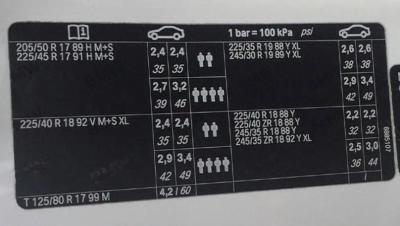 1 bar = 100 kPa psi
205/50 R 17 89 H M+S
225/45 R 17 91 H M+S
2,4 2,4
35 35
2,7 3,2
39 46
225/35 R 19 88 Y XL
245/30 R 19 89 Y XL
2,6 2,6
38 38
2,9 3,4
42 49
225/40 R 18 92 V M+S XL
2,4 2,4
35 35
2,9 3,4
42 49
225/40 R 18 88 Y
225/40 ZR 18 88 Y
245/35 R 18 88 Y
245/35 ZR 18 92 Y XL
2,2 2,2
32 32
2,5 3,0
36 44
T 125/80 R 17 99 M
4,2 / 60
/
6885107